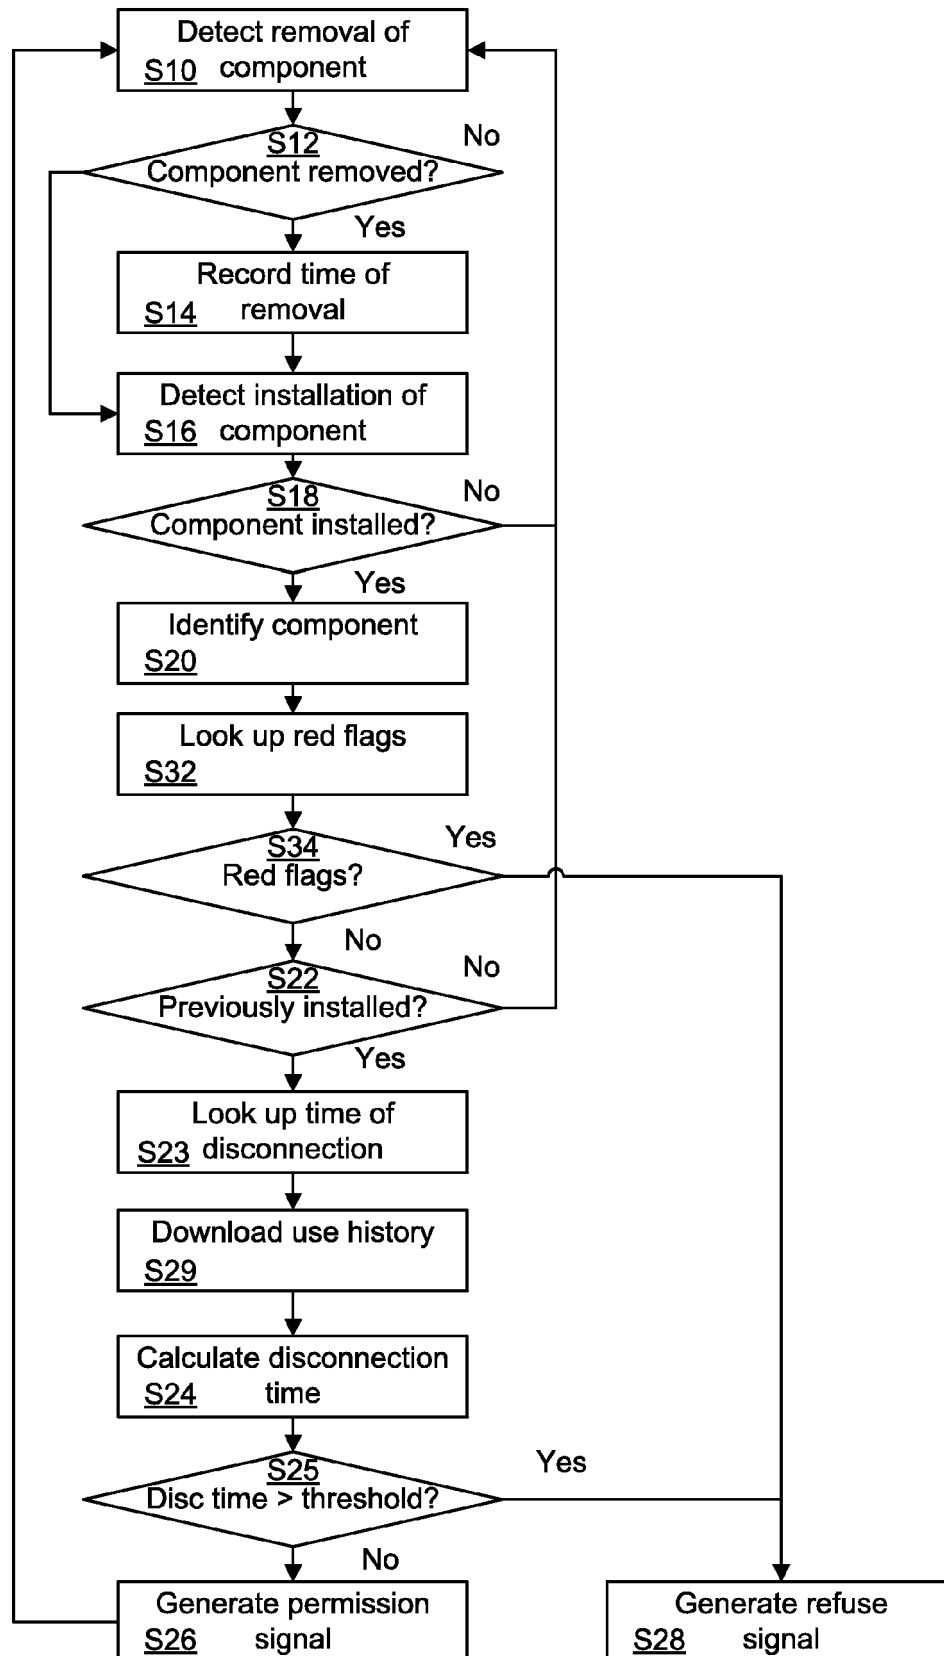 Detect removal of
S10 component
No
S12
Component removed?
Yes
Record time of
S14 removal
Detect installation of
S16 component
No
S18
Component installed?
Yes
Identify component
S20
Look up red flags
S32
Yes
S34
Red flags?
No
No
S22
Previously installed?
Yes
Look up time of
S23 disconnection
Download use history
S29
Calculate disconnection
S24 time
Yes
S25
Disc time > threshold?
No
Generate permission
S26 signal
Generate refuse
S28 signal